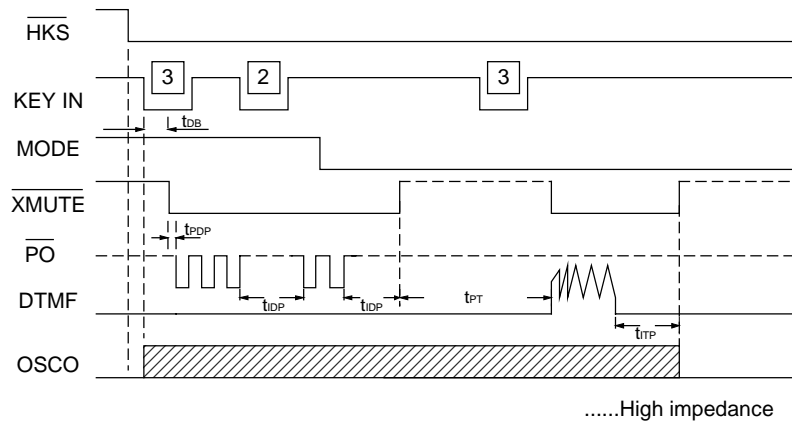 HKS
3 2 3
KEY IN
tDB
MODE
XMUTE
tPDP
PO
DTMF
tIDP tIDP tPT
tITP
OSCO
......High impedance